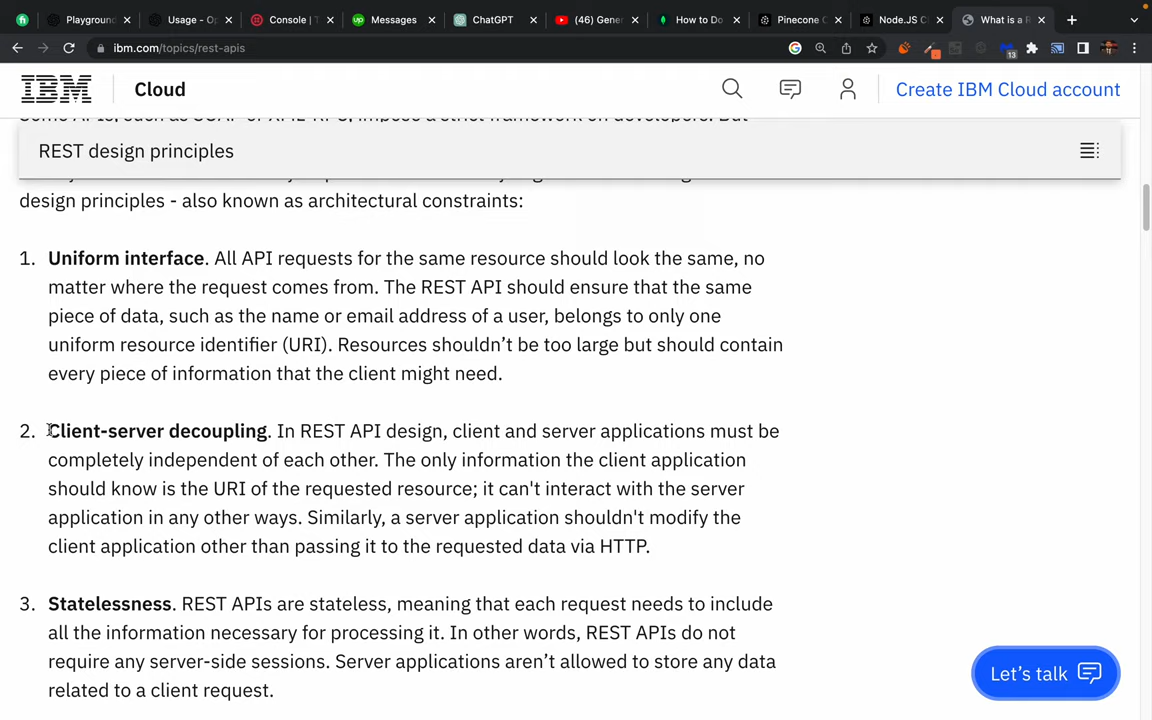 Playground
Usage - Op
Console | T
Messages
ChatGPT
(46) Gener
How to Do
Pinecone C
Node.JS C
What is a R
ibm.com/topics/rest-apis
13
IBM
Cloud
Create IBM Cloud account
REST design principles
design principles - also known as architectural constraints:
1. Uniform interface. All API requests for the same resource should look the same, no
matter where the request comes from. The REST API should ensure that the same
piece of data, such as the name or email address of a user, belongs to only one
uniform resource identifier (URI). Resources shouldn’t be too large but should contain
every piece of information that the client might need.
2. Client-server decoupling. In REST API design, client and server applications must be
completely independent of each other. The only information the client application
should know is the URI of the requested resource; it can't interact with the server
application in any other ways. Similarly, a server application shouldn't modify the
client application other than passing it to the requested data via HTTP.
3. Statelessness. REST APIs are stateless, meaning that each request needs to include
all the information necessary for processing it. In other words, REST APIs do not
require any server-side sessions. Server applications aren’t allowed to store any data
related to a client request.
Let’s talk